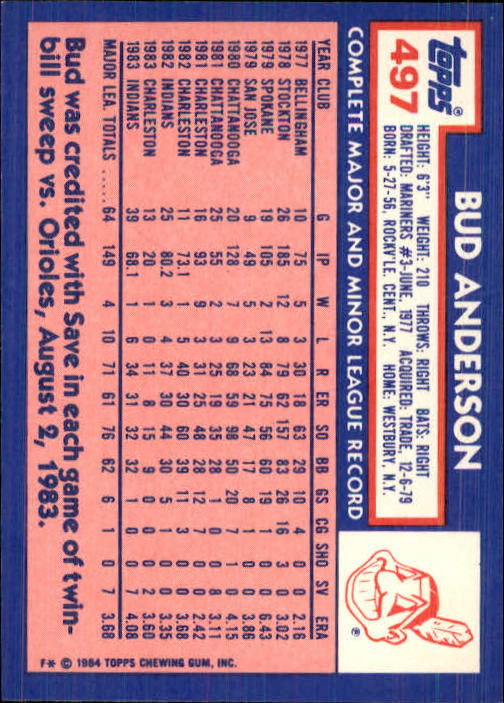 Topps®
497
BUD ANDERSON
HEIGHT: 6'3" WEIGHT: 210 THROWS: RIGHT BATS: RIGHT
DRAFTED: MARINERS #3-JUNE, 1977 ACQUIRED: TRADE, 12-6-79
BORN: 5-27-56, ROCKV'LE. CENT., N.Y. HOME: WESTBURY, N.Y.
®
COMPLETE MAJOR AND MINOR LEAGUE RECORD
YEAR CLUB G IP W L R ER SO BB GS CG SHO SV ERA
1977 BELLINGHAM 10 75 5 3 30 18 63 29 10 4 0 0 2.16
1978 STOCKTON 26 185 12 8 79 62 157 83 26 16 3 0 3.02
1979 SPOKANE 19 105 2 13 84 75 56 60 19 1 0 0 6.43
1979 SAN JOSE 9 49 5 3 23 21 47 17 8 1 0 0 3.86
1980 CHATTANOOGA 20 128 7 9 68 59 98 50 20 7 1 0 4.15
1981 CHATTANOOGA 25 55 2 3 25 19 35 28 1 0 0 8 3.11
1981 CHARLESTON 16 93 9 3 31 25 48 28 12 7 0 0 2.42
1982 CHARLESTON 11 73.1 1 5 40 30 60 39 11 3 0 0 3.68
1982 INDIANS 25 80.2 3 4 37 30 44 30 5 1 0 0 3.35
1983 CHARLESTON 13 20 1 0 11 8 15 9 0 0 0 2 3.60
1983 INDIANS 39 68.1 1 6 34 31 32 32 1 0 0 7 4.08
MAJOR LEA. TOTALS ..... 64 149 4 10 71 61 76 62 6 1 0 7 3.68
Bud was credited with Save in each game of twin-
bill sweep vs. Orioles, August 2, 1983.
F* © 1984 TOPPS CHEWING GUM, INC.